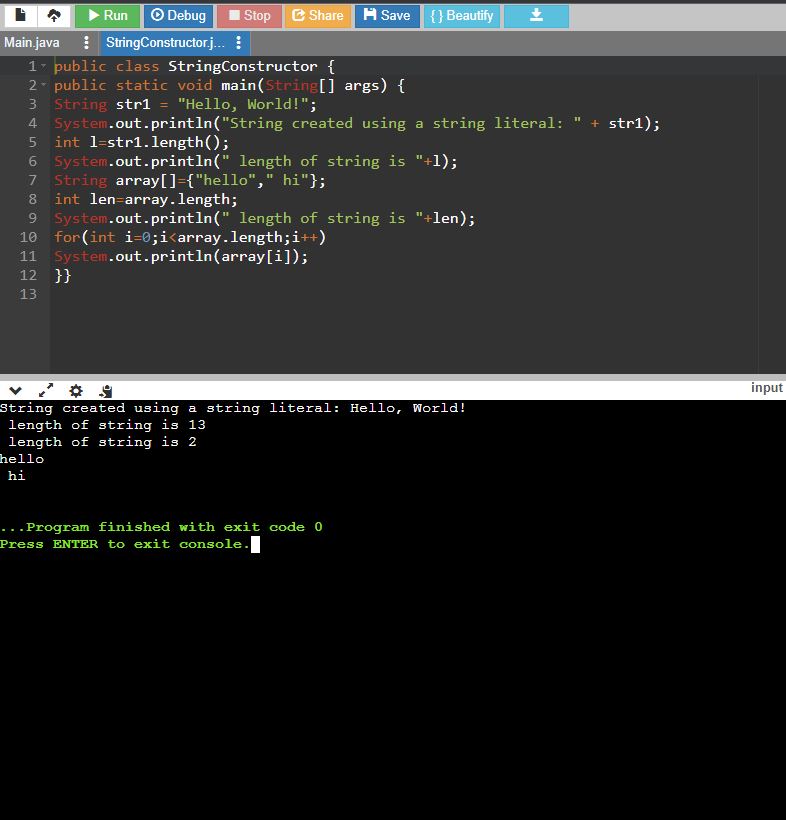 Run Debug Stop Share Save { } Beautify
Main.java StringConstructor.j...
1 public class StringConstructor {
2 public static void main(String[] args) {
3 String str1 = "Hello, World!";
4 System.out.println("String created using a string literal: " + str1);
5 int l=str1.length();
6 System.out.println(" length of string is "+l);
7 String array[]={"hello"," hi"};
8 int len=array.length;
9 System.out.println(" length of string is "+len);
10 for(int i=0;i<array.length;i++)
11 System.out.println(array[i]);
12 }}
13
input
String created using a string literal: Hello, World!
 length of string is 13
 length of string is 2
hello
 hi
...Program finished with exit code 0
Press ENTER to exit console.